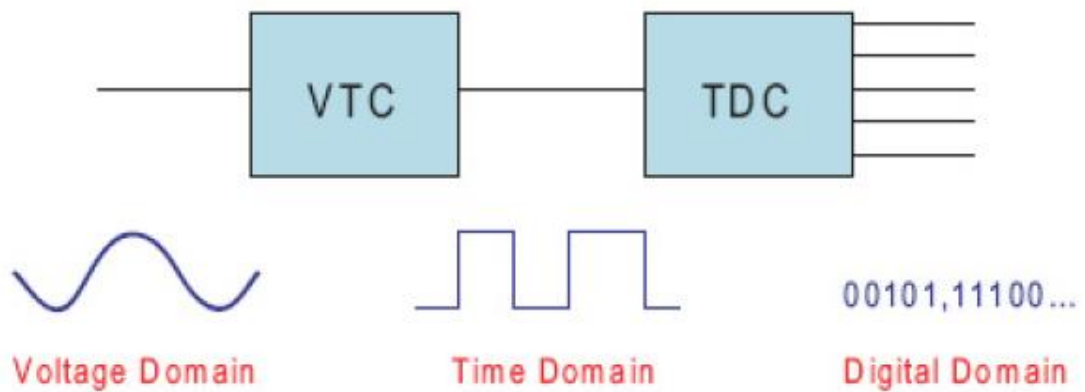 VTC TDC
00101,11100...
Voltage Domain Time Domain Digital Domain